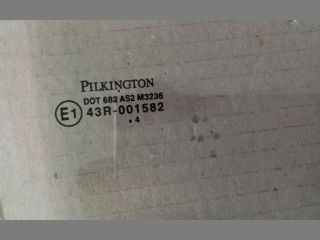 PILKINGTON
DOT 682 AS2 M3236
E1 43R-001582
• 4